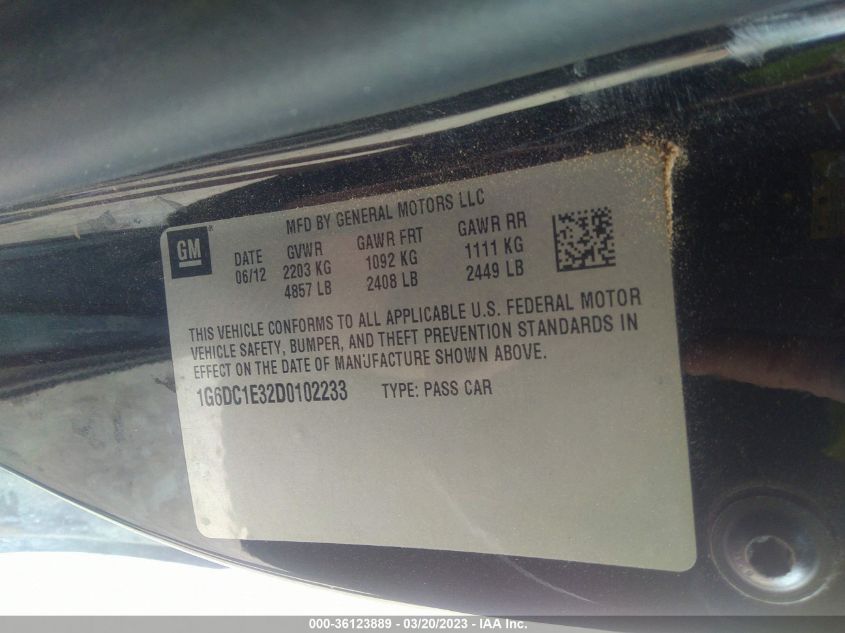 MFD BY GENERAL MOTORS LLC
GM
DATE GVWR GAWR FRT GAWR RR
06/12 2203 KG 1092 KG 1111 KG
4857 LB 2408 LB 2449 LB
THIS VEHICLE CONFORMS TO ALL APPLICABLE U.S. FEDERAL MOTOR
VEHICLE SAFETY, BUMPER, AND THEFT PREVENTION STANDARDS IN
EFFECT ON THE DATE OF MANUFACTURE SHOWN ABOVE.
1G6DC1E32D0102233 TYPE: PASS CAR
000-36123889 - 03/20/2023 - IAA Inc.